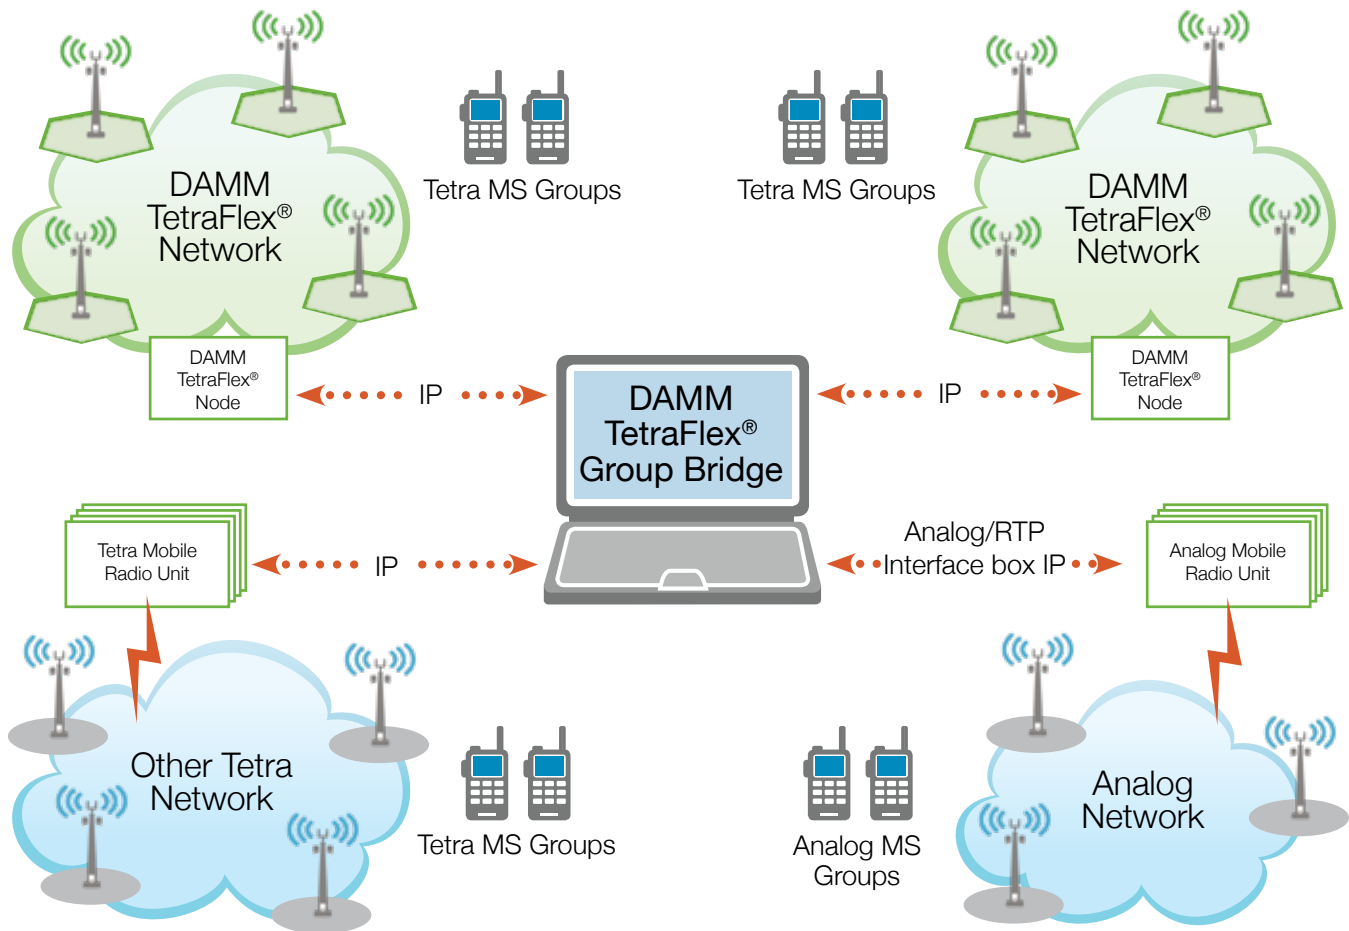 DAMM
TetraFlex®
Network
Tetra MS Groups
Tetra MS Groups
DAMM
TetraFlex®
Network
DAMM
TetraFlex®
Node
IP
DAMM
TetraFlex®
Group Bridge
IP
DAMM
TetraFlex®
Node
Tetra Mobile
Radio Unit
IP
Analog/RTP
Interface box IP
Analog Mobile
Radio Unit
Other Tetra
Network
Tetra MS Groups
Analog MS
Groups
Analog
Network